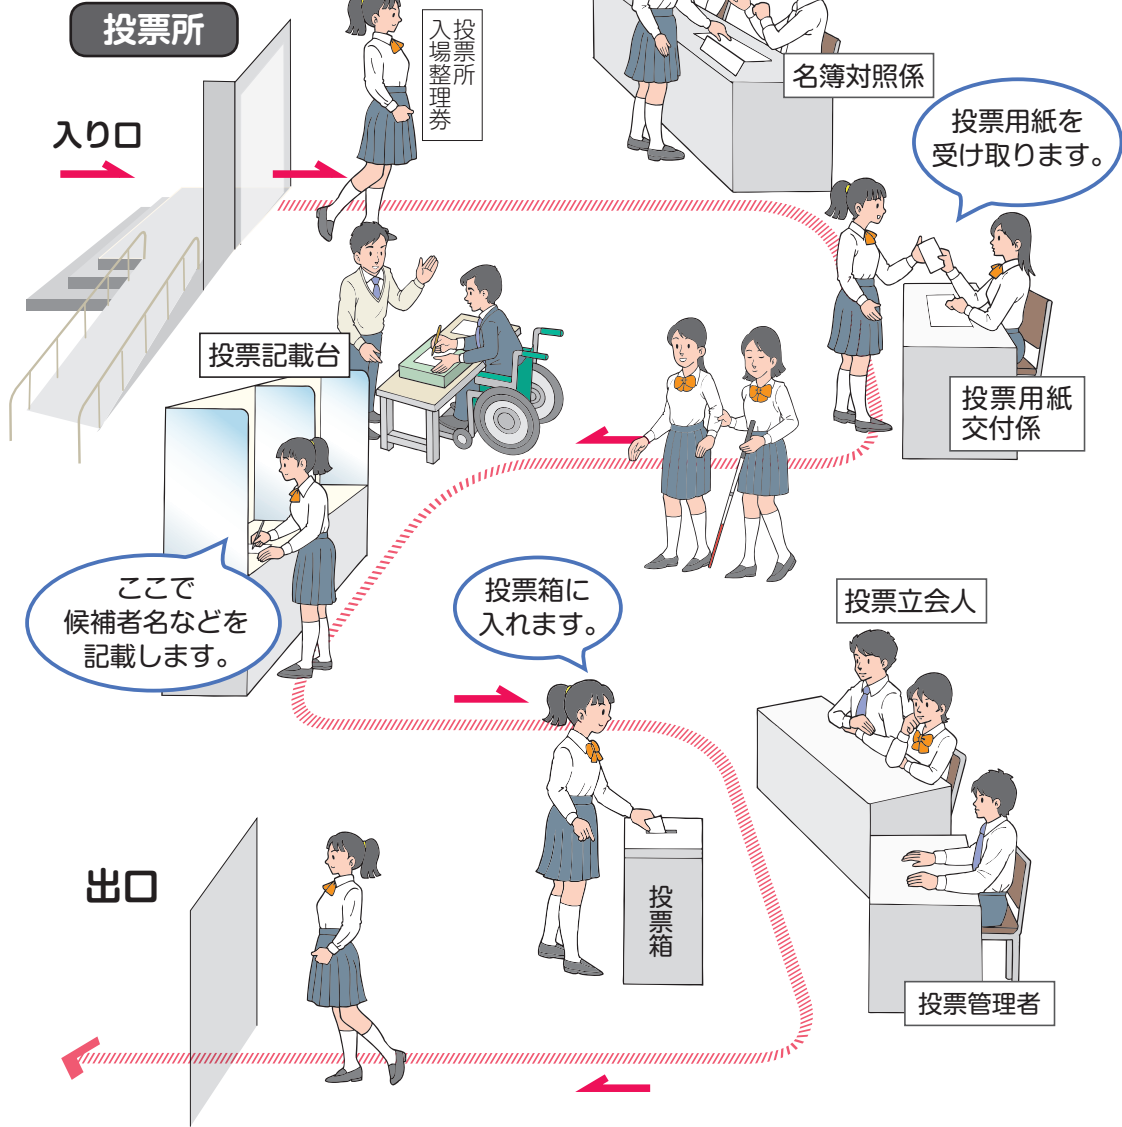 投票所
投票所
入場整理券
名簿対照係
入り口
投票用紙を
受け取ります。
投票用紙
交付係
投票記載台
ここで
候補者名などを
記載します。
投票箱に
入れます。
投票立会人
投票箱
投票管理者
出口